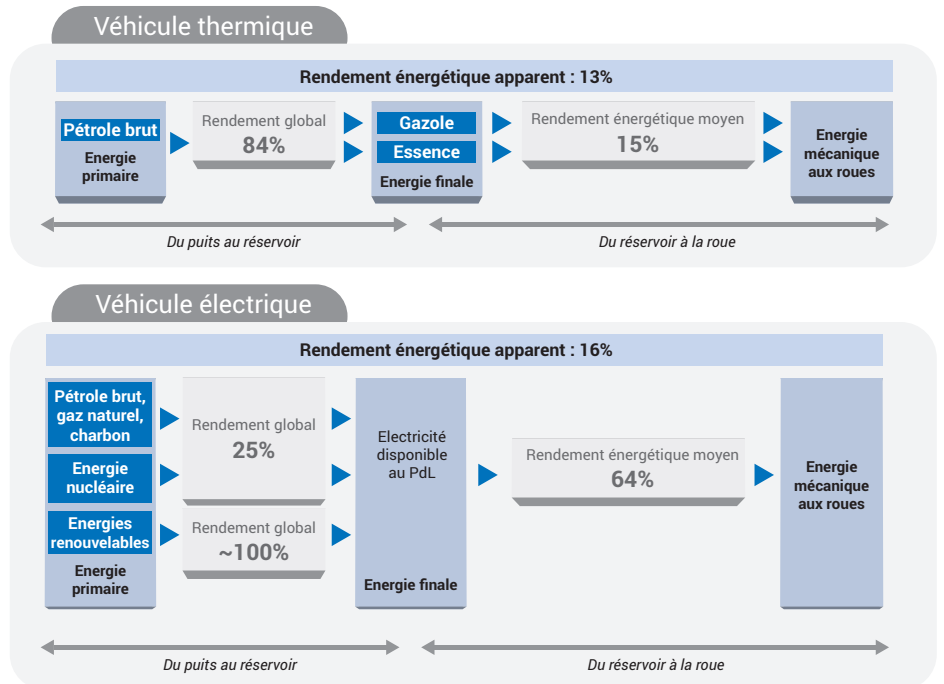 Véhicule thermique
Rendement énergétique apparent : 13%
Pétrole brut
Energie
primaire
Rendement global
84%
Gazole
Essence
Energie finale
Rendement énergétique moyen
15%
Energie
mécanique
aux roues
Du puits au réservoir
Du réservoir à la roue
Véhicule électrique
Rendement énergétique apparent : 16%
Pétrole brut,
gaz naturel,
charbon
Energie
nucléaire
Energies
renouvelables
Energie
primaire
Rendement global
25%
Rendement global
~100%
Electricité
disponible
au PdL
Energie finale
Rendement énergétique moyen
64%
Energie
mécanique
aux roues
Du puits au réservoir
Du réservoir à la roue